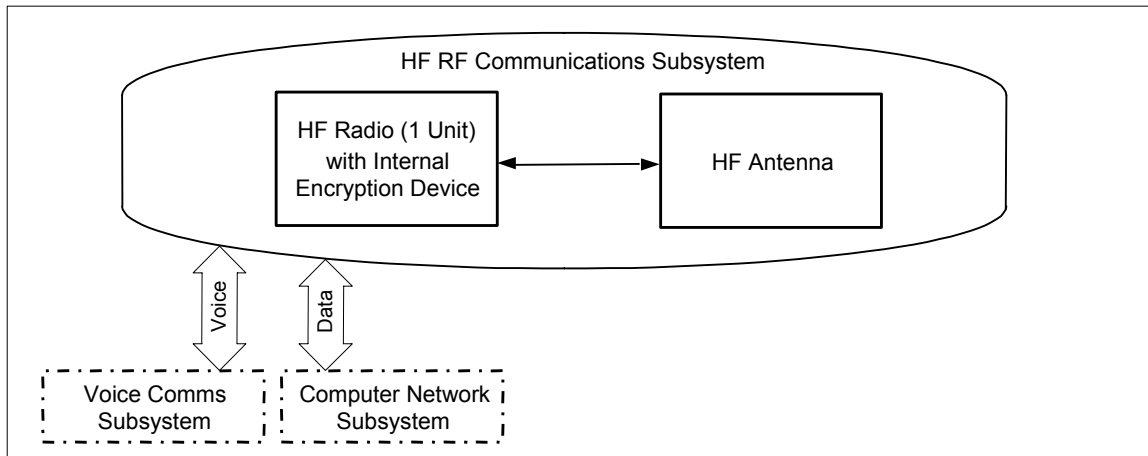 HF RF Communications Subsystem
HF Radio (1 Unit)
with Internal
Encryption Device
HF Antenna
Voice
Data
Voice Comms
Subsystem
Computer Network
Subsystem